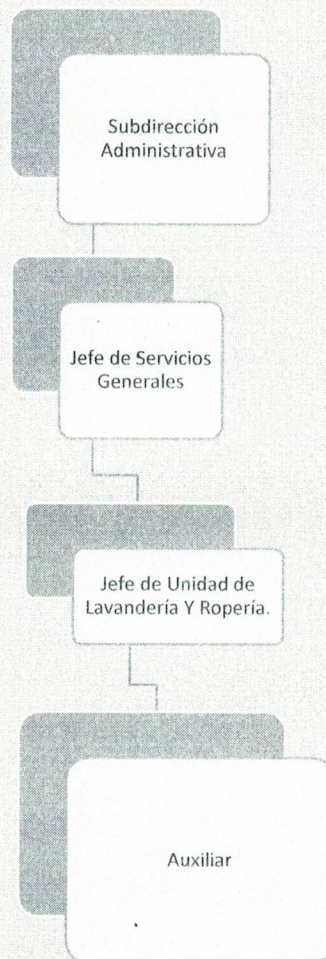 Subdirección
Administrativa
Jefe de Servicios
Generales
Jefe de Unidad de
Lavandería Y Ropería.
Auxiliar